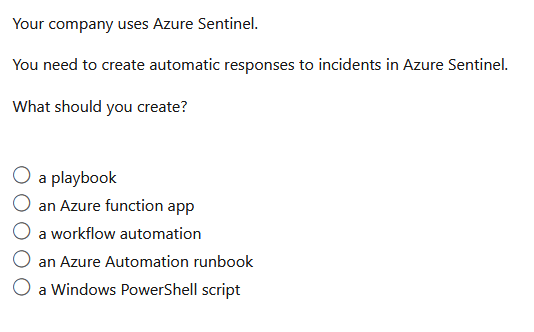 Your company uses Azure Sentinel.
You need to create automatic responses to incidents in Azure Sentinel.
What should you create?
a playbook
an Azure function app
a workflow automation
an Azure Automation runbook
a Windows PowerShell script